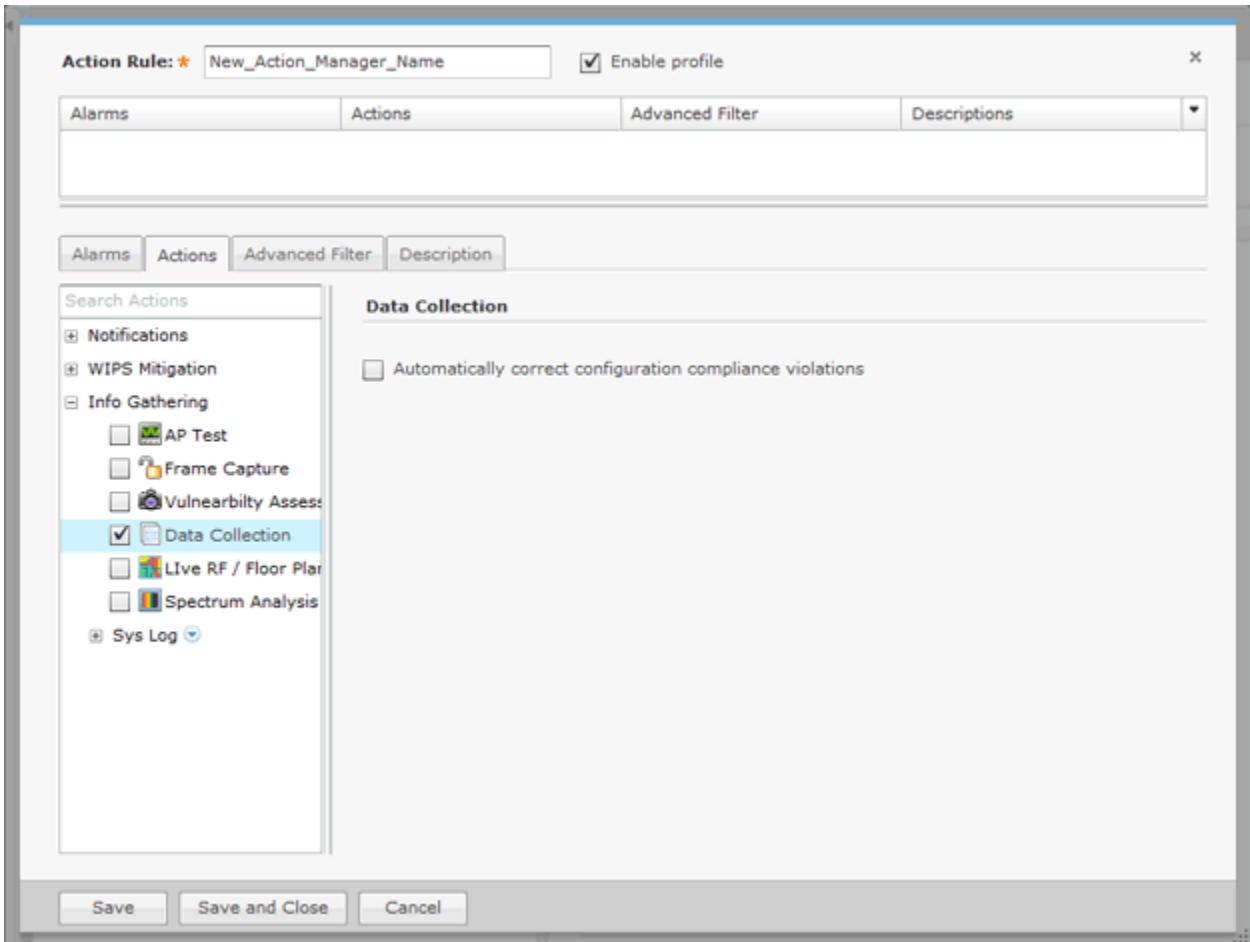 Action Rule: * New_Action_Manager_Name Enable profile
Alarms Actions Advanced Filter Descriptions
Alarms Actions Advanced Filter Description
Search Actions
Data Collection
Notifications
WIPS Mitigation
Automatically correct configuration compliance violations
Info Gathering
AP Test
Frame Capture
Vulnearbilty Assess
Data Collection
LIve RF / Floor Plan
Spectrum Analysis
Sys Log
Save Save and Close Cancel